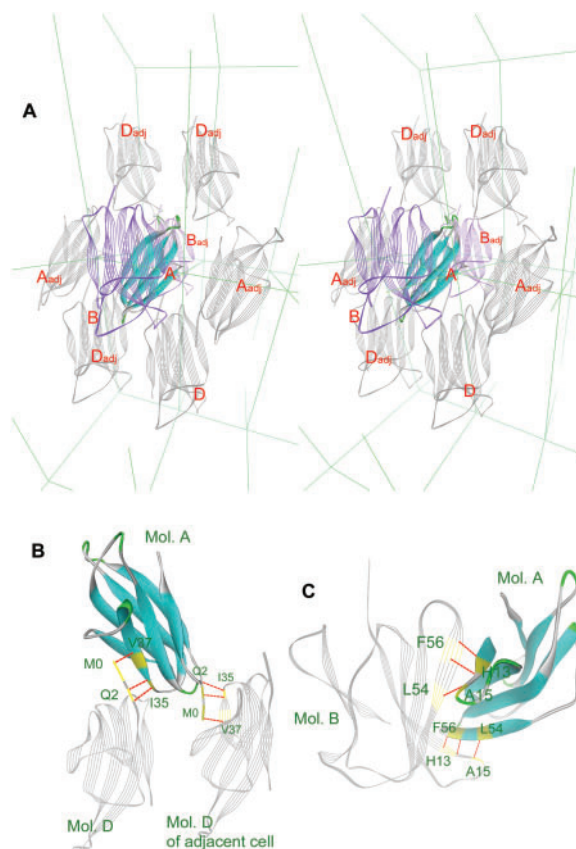 A
Dadj Dadj Dadj Dadj
Badj Badj
Aadj A Aadj Aadj A Aadj
B B
Dadj Dadj
D D
B
Mol. A
V37
M0
Q2
Q2 I35 I35
M0
V37
Mol. D
Mol. D
of adjacent cell
C
Mol. A
F56
H13
L54 A15
Mol. B
F56 L54
H13
A15